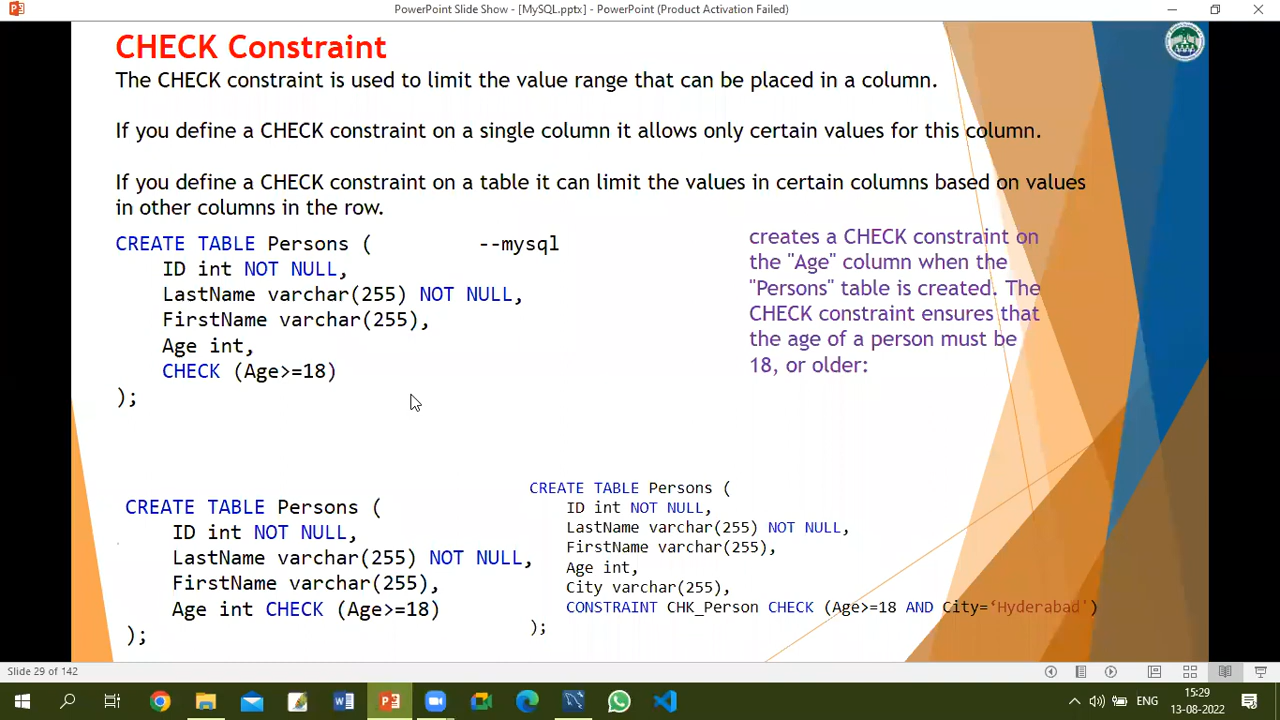 PowerPoint Slide Show - [MySQL.pptx] - PowerPoint (Product Activation Failed)
CHECK Constraint
The CHECK constraint is used to limit the value range that can be placed in a column.
If you define a CHECK constraint on a single column it allows only certain values for this column.
If you define a CHECK constraint on a table it can limit the values in certain columns based on values
in other columns in the row.
CREATE TABLE Persons ( --mysql
ID int NOT NULL,
LastName varchar(255) NOT NULL,
FirstName varchar(255),
Age int,
CHECK (Age>=18)
);
creates a CHECK constraint on
the "Age" column when the
"Persons" table is created. The
CHECK constraint ensures that
the age of a person must be
18, or older:
CREATE TABLE Persons (
ID int NOT NULL,
LastName varchar(255) NOT NULL,
FirstName varchar(255),
Age int CHECK (Age>=18)
);
CREATE TABLE Persons (
ID int NOT NULL,
LastName varchar(255) NOT NULL,
FirstName varchar(255),
Age int,
City varchar(255),
CONSTRAINT CHK_Person CHECK (Age>=18 AND City=‘Hyderabad')
);
Slide 29 of 142
ENG
15:29
13-08-2022